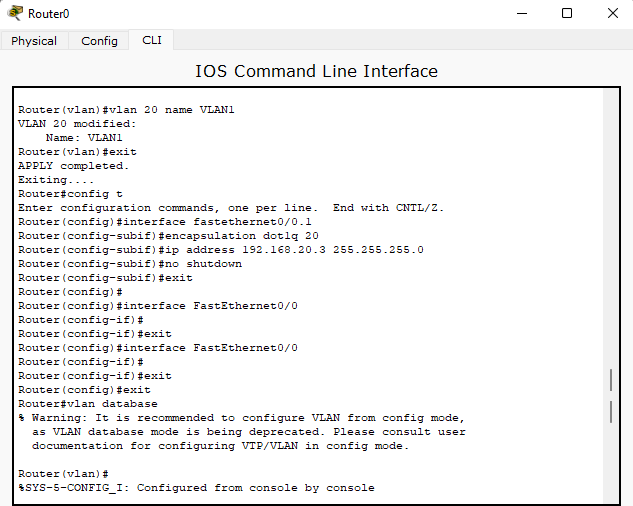 Router0
Physical Config CLI
IOS Command Line Interface
Router(vlan)#vlan 20 name VLAN1
VLAN 20 modified:
    Name: VLAN1
Router(vlan)#exit
APPLY completed.
Exiting....
Router#config t
Enter configuration commands, one per line.  End with CNTL/Z.
Router(config)#interface fastethernet0/0.1
Router(config-subif)#encapsulation dot1q 20
Router(config-subif)#ip address 192.168.20.3 255.255.255.0
Router(config-subif)#no shutdown
Router(config-subif)#exit
Router(config)#
Router(config)#interface FastEthernet0/0
Router(config-if)#
Router(config-if)#exit
Router(config)#interface FastEthernet0/0
Router(config-if)#
Router(config-if)#exit
Router(config)#exit
Router#vlan database
% Warning: It is recommended to configure VLAN from config mode,
  as VLAN database mode is being deprecated. Please consult user
  documentation for configuring VTP/VLAN in config mode.
Router(vlan)#
%SYS-5-CONFIG_I: Configured from console by console